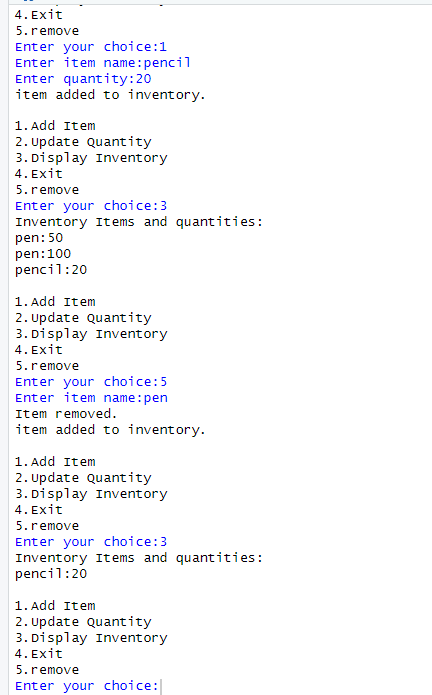 4.Exit
5.remove
Enter your choice:1
Enter item name:pencil
Enter quantity:20
item added to inventory.
1.Add Item
2.Update Quantity
3.Display Inventory
4.Exit
5.remove
Enter your choice:3
Inventory Items and quantities:
pen:50
pen:100
pencil:20
1.Add Item
2.Update Quantity
3.Display Inventory
4.Exit
5.remove
Enter your choice:5
Enter item name:pen
Item removed.
item added to inventory.
1.Add Item
2.Update Quantity
3.Display Inventory
4.Exit
5.remove
Enter your choice:3
Inventory Items and quantities:
pencil:20
1.Add Item
2.Update Quantity
3.Display Inventory
4.Exit
5.remove
Enter your choice: